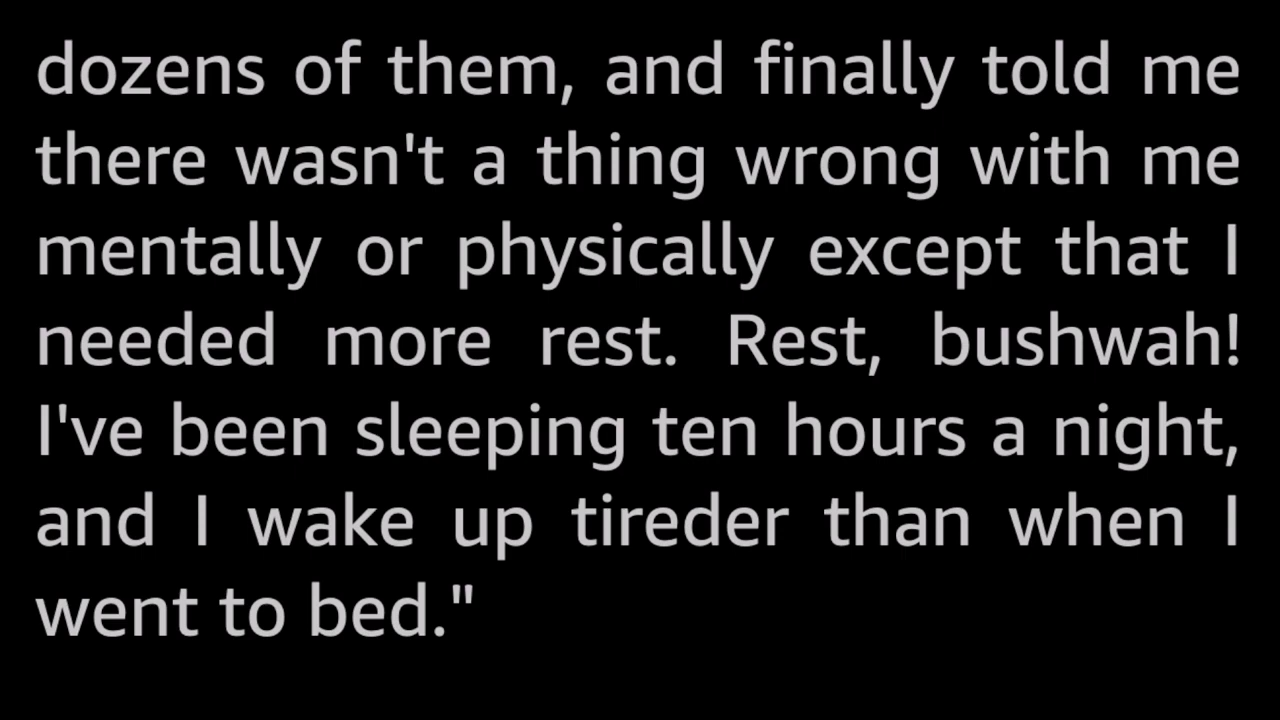 dozens of them, and finally told me
there wasn't a thing wrong with me
mentally or physically except that I
needed more rest. Rest, bushwah!
I've been sleeping ten hours a night,
and I wake up tireder than when I
went to bed."